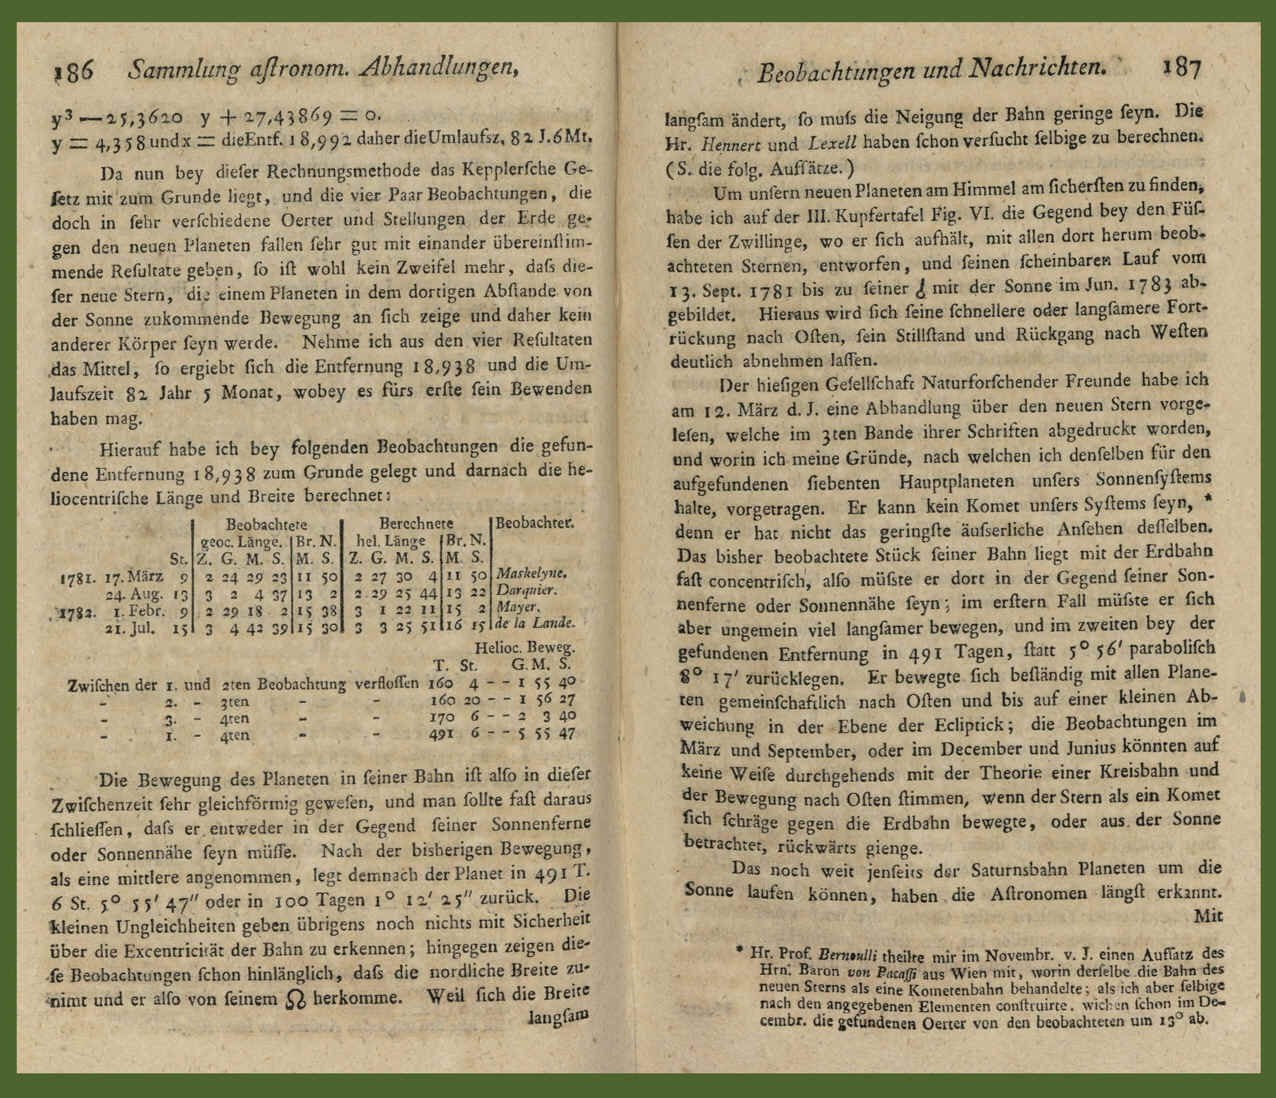 186 Sammlung aſtronom. Abhandlungen,
y³ — 25,3620 y + 27,43869 = 0.
y = 4,358 und x = die Entf. 18,992 daher die Umlaufsz. 82 J. 6 Mt.
Da nun bey dieſer Rechnungsmethode das Kepplerſche Ge-
ſetz mit zum Grunde liegt, und die vier Paar Beobachtungen, die
doch in ſehr verſchiedene Oerter und Stellungen der Erde ge-
gen den neuen Planeten fallen ſehr gut mit einander übereinſtim-
mende Reſultate geben, ſo iſt wohl kein Zweifel mehr, daſs die-
ſer neue Stern, die einem Planeten in dem dortigen Abſtande von
der Sonne zukommende Bewegung an ſich zeige und daher kein
anderer Körper ſeyn werde. Nehme ich aus den vier Reſultaten
das Mittel, ſo ergiebt ſich die Entfernung 18,938 und die Um-
laufszeit 82 Jahr 5 Monat, wobey es fürs erſte ſein Bewenden
haben mag.
Hierauf habe ich bey folgenden Beobachtungen die gefun-
dene Entfernung 18,938 zum Grunde gelegt und darnach die he-
liocentriſche Länge und Breite berechnet:
Beobachtete Berechnete Beobachter.
geoc. Länge. Br. N. hel. Länge Br. N.
St. Z. G. M. S. M. S. Z. G. M. S. M. S.
1781. 17. März 9 2 24 29 23 11 50 2 27 30 4 11 50 Maskelyne.
24. Aug. 13 3 2 4 37 13 2 2 29 25 44 13 22 Darquier.
1782. 1. Febr. 9 2 29 18 2 15 38 3 1 22 11 15 2 Mayer.
21. Jul. 15 3 4 42 39 15 30 3 3 25 51 16 15 de la Lande.
Helioc. Beweg.
T. St. G. M. S.
Zwiſchen der 1. und 2ten Beobachtung verfloſſen 160 4 - - 1 55 40
- 2. - 3ten - - 160 20 - - 1 56 27
- 3. - 4ten - - 170 6 - - 2 3 40
- 1. - 4ten - - 491 6 - - 5 55 47
Die Bewegung des Planeten in ſeiner Bahn iſt alſo in dieſer
Zwiſchenzeit ſehr gleichförmig geweſen, und man ſollte faſt daraus
ſchlieſſen, daſs er entweder in der Gegend ſeiner Sonnenferne
oder Sonnennähe ſeyn müſſe. Nach der bisherigen Bewegung,
als eine mittlere angenommen, legt demnach der Planet in 491 T.
6 St. 5° 55′ 47″ oder in 100 Tagen 1° 12′ 25″ zurück. Die
kleinen Ungleichheiten geben übrigens noch nichts mit Sicherheit
über die Excentricität der Bahn zu erkennen; hingegen zeigen die-
ſe Beobachtungen ſchon hinlänglich, daſs die nordliche Breite zu-
nimt und er alſo von ſeinem ☊ herkomme. Weil ſich die Breite
langſam
Beobachtungen und Nachrichten. 187
langſam ändert, ſo muſs die Neigung der Bahn geringe ſeyn. Die
Hr. Hennert und Lexell haben ſchon verſucht ſelbige zu berechnen.
(S. die folg. Aufſätze.)
Um unſern neuen Planeten am Himmel am ſicherſten zu finden,
habe ich auf der III. Kupfertafel Fig. VI. die Gegend bey den Füſ-
ſen der Zwillinge, wo er ſich aufhält, mit allen dort herum beob-
achteten Sternen, entworfen, und ſeinen ſcheinbaren Lauf vom
13. Sept. 1781 bis zu ſeiner ☌ mit der Sonne im Jun. 1783 ab-
gebildet. Hieraus wird ſich ſeine ſchnellere oder langſamere Fort-
rückung nach Oſten, ſein Stillſtand und Rückgang nach Weſten
deutlich abnehmen laſſen.
Der hieſigen Geſellſchaft Naturforſchender Freunde habe ich
am 12. März d. J. eine Abhandlung über den neuen Stern vorge-
leſen, welche im 3ten Bande ihrer Schriften abgedruckt worden,
und worin ich meine Gründe, nach welchen ich denſelben für den
aufgefundenen ſiebenten Hauptplaneten unſers Sonnenſyſtems
halte, vorgetragen. Er kann kein Komet unſers Syſtems ſeyn, *
denn er hat nicht das geringſte äuſserliche Anſehen deſſelben.
Das bisher beobachtete Stück ſeiner Bahn liegt mit der Erdbahn
faſt concentriſch, alſo müſste er dort in der Gegend ſeiner Son-
nenferne oder Sonnennähe ſeyn; im erſtern Fall müſste er ſich
aber ungemein viel langſamer bewegen, und im zweiten bey der
gefundenen Entfernung in 491 Tagen, ſtatt 5° 56′ paraboliſch
8° 17′ zurücklegen. Er bewegte ſich beſtändig mit allen Plane-
ten gemeinſchaftlich nach Oſten und bis auf einer kleinen Ab-
weichung in der Ebene der Ecliptick; die Beobachtungen im
März und September, oder im December und Junius könnten auf
keine Weiſe durchgehends mit der Theorie einer Kreisbahn und
der Bewegung nach Oſten ſtimmen, wenn der Stern als ein Komet
ſich ſchräge gegen die Erdbahn bewegte, oder aus der Sonne
betrachtet, rückwärts gienge.
Das noch weit jenſeits der Saturnsbahn Planeten um die
Sonne laufen können, haben die Aſtronomen längſt erkannt.
Mit
* Hr. Prof. Bernoulli theilte mir im Novembr. v. J. einen Aufſatz des
Hrn. Baron von Pacaſſi aus Wien mit, worin derſelbe die Bahn des
neuen Sterns als eine Kometenbahn behandelte; als ich aber ſelbige
nach den angegebenen Elementen conſtruirte, wichen ſchon im De-
cembr. die gefundenen Oerter von den beobachteten um 13° ab.